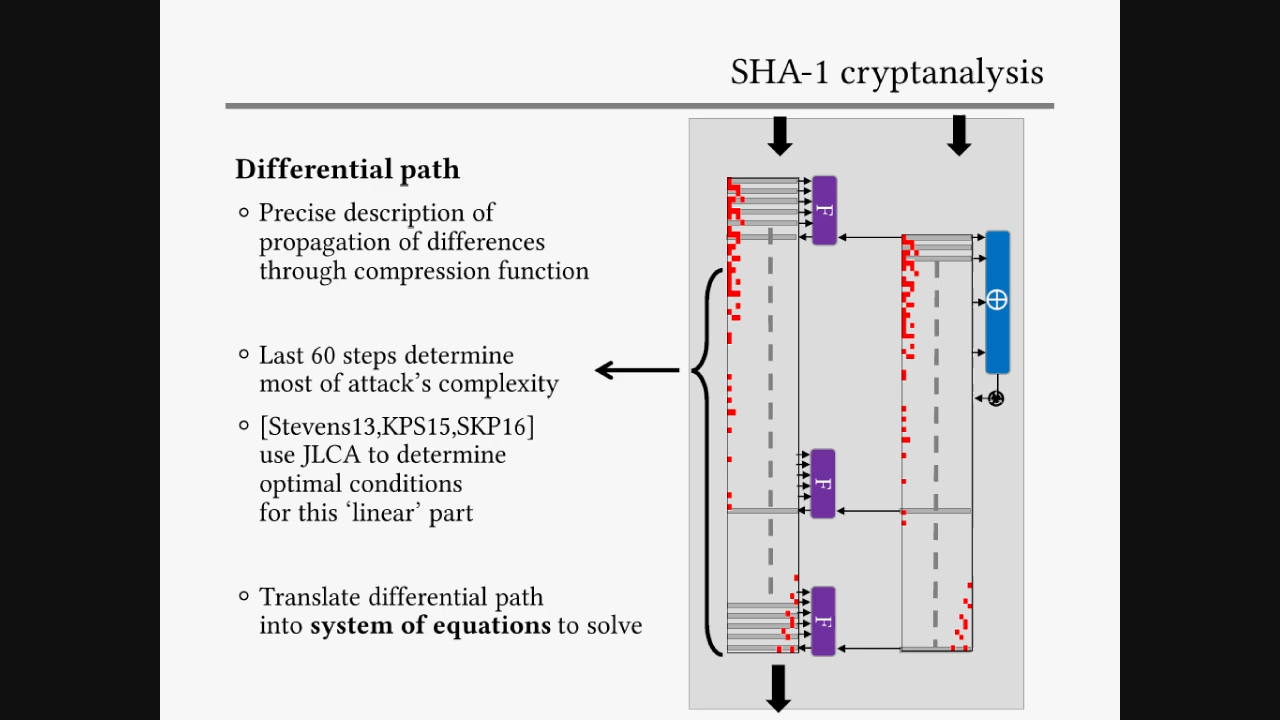 SHA-1 cryptanalysis
Differential path
Precise description of
propagation of differences
through compression function
Last 60 steps determine
most of attack's complexity
[Stevens13,KPS15,SKP16]
use JLCA to determine
optimal conditions
for this ‘linear’ part
Translate differential path
into system of equations to solve
F
F
F